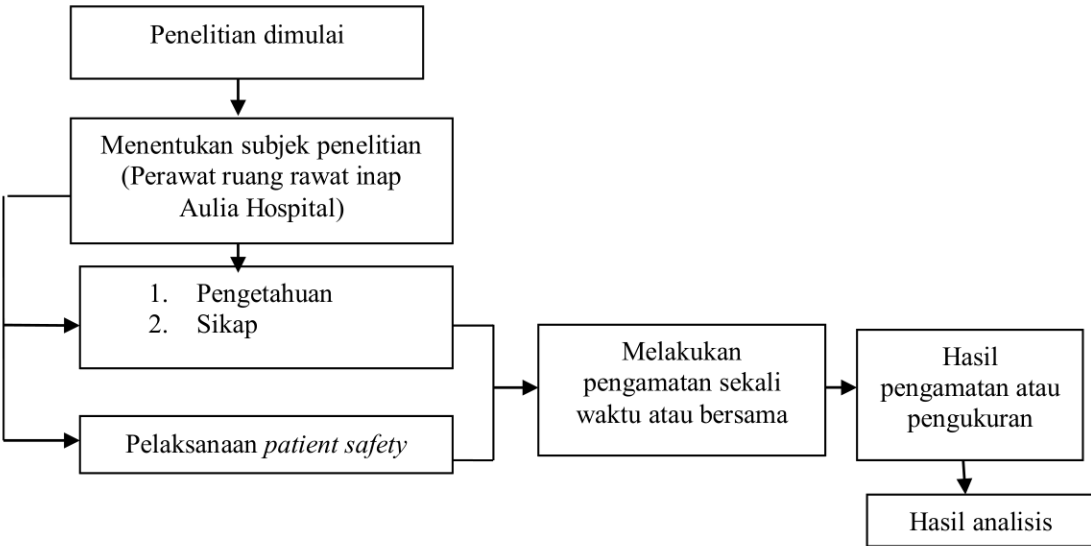 Penelitian dimulai
Menentukan subjek penelitian
(Perawat ruang rawat inap
Aulia Hospital)
1. Pengetahuan
2. Sikap
Pelaksanaan patient safety
Melakukan
pengamatan sekali
waktu atau bersama
Hasil
pengamatan atau
pengukuran
Hasil analisis